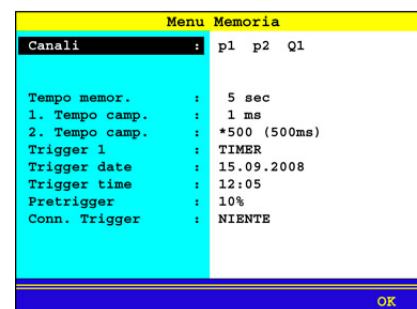 Menu Memoria
Canali : p1 p2 Q1
Tempo memor. : 5 sec
1. Tempo camp. : 1 ms
2. Tempo camp. : *500 (500ms)
Trigger 1 : TIMER
Trigger date : 15.09.2008
Trigger time : 12:05
Pretrigger : 10%
Conn. Trigger : NIENTE
OK